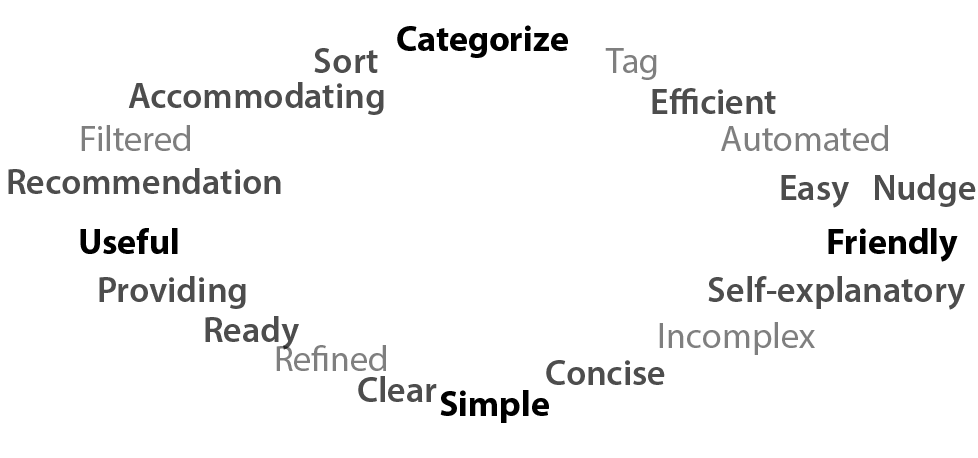 Categorize
Sort
Tag
Accommodating
Efficient
Filtered
Automated
Recommendation
Easy
Nudge
Useful
Friendly
Providing
Self-explanatory
Ready
Incomplex
Refined
Concise
Clear
Simple